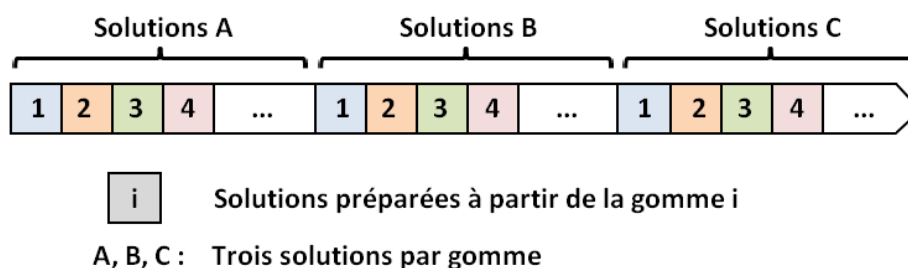 Solutions A Solutions B Solutions C
1 2 3 4 ... 1 2 3 4 ... 1 2 3 4 ...
i Solutions préparées à partir de la gomme i
A, B, C : Trois solutions par gomme